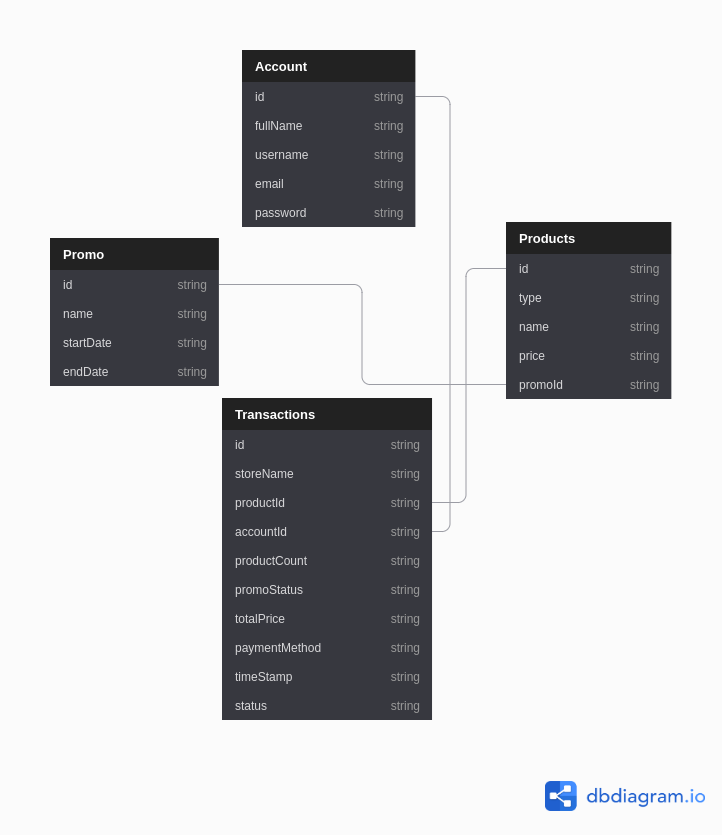 Account
id string
fullName string
username string
email string
password string
Promo
id string
name string
startDate string
endDate string
Products
id string
type string
name string
price string
promoId string
Transactions
id string
storeName string
productId string
accountId string
productCount string
promoStatus string
totalPrice string
paymentMethod string
timeStamp string
status string
dbdiagram.io